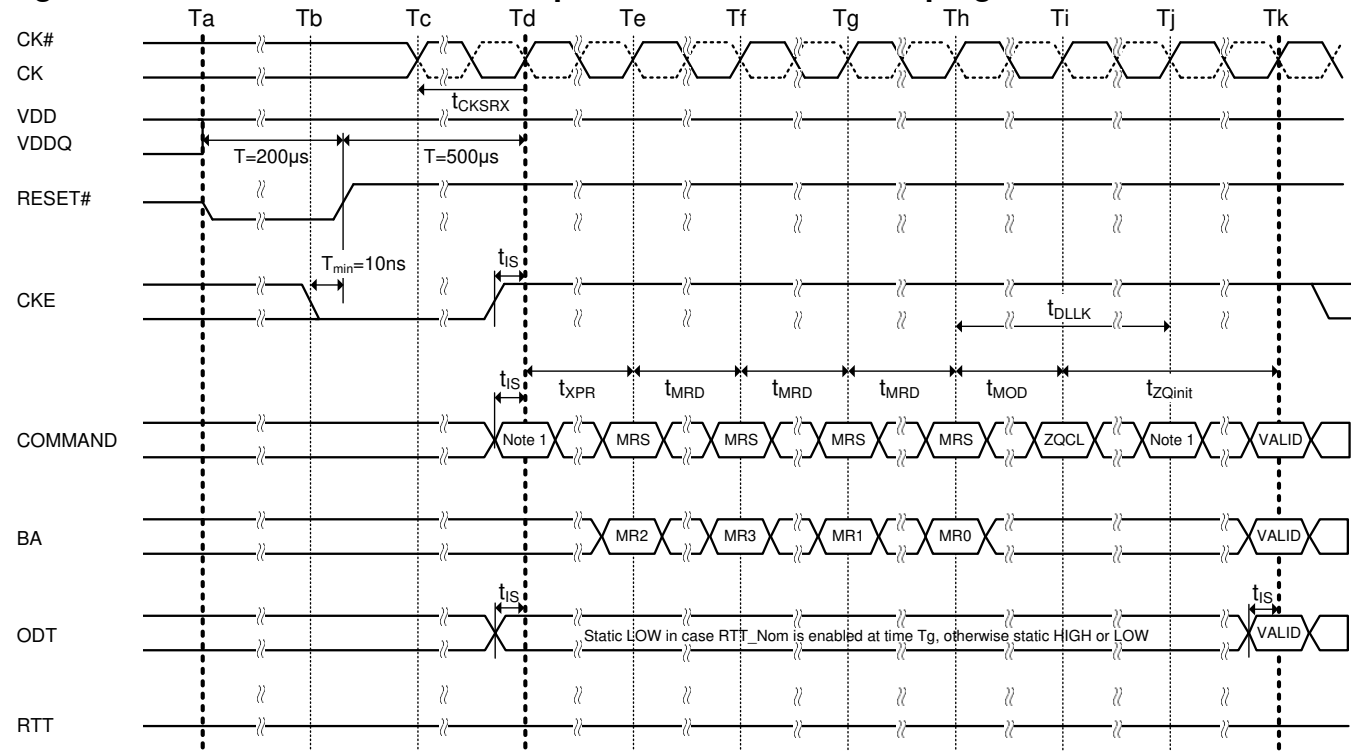 Ta Tb Tc Td Te Tf Tg Th Ti Tj Tk
CK#
CK
tCKSRX
VDD
VDDQ
T=200µs T=500µs
RESET#
Tmin=10ns tIS
CKE
tDLLK
tIS tXPR tMRD tMRD tMRD tMOD tZQinit
COMMAND Note 1 MRS MRS MRS MRS ZQCL Note 1 VALID
BA MR2 MR3 MR1 MR0 VALID
tIS tIS
ODT Static LOW in case RTT_Nom is enabled at time Tg, otherwise static HIGH or LOW VALID
RTT